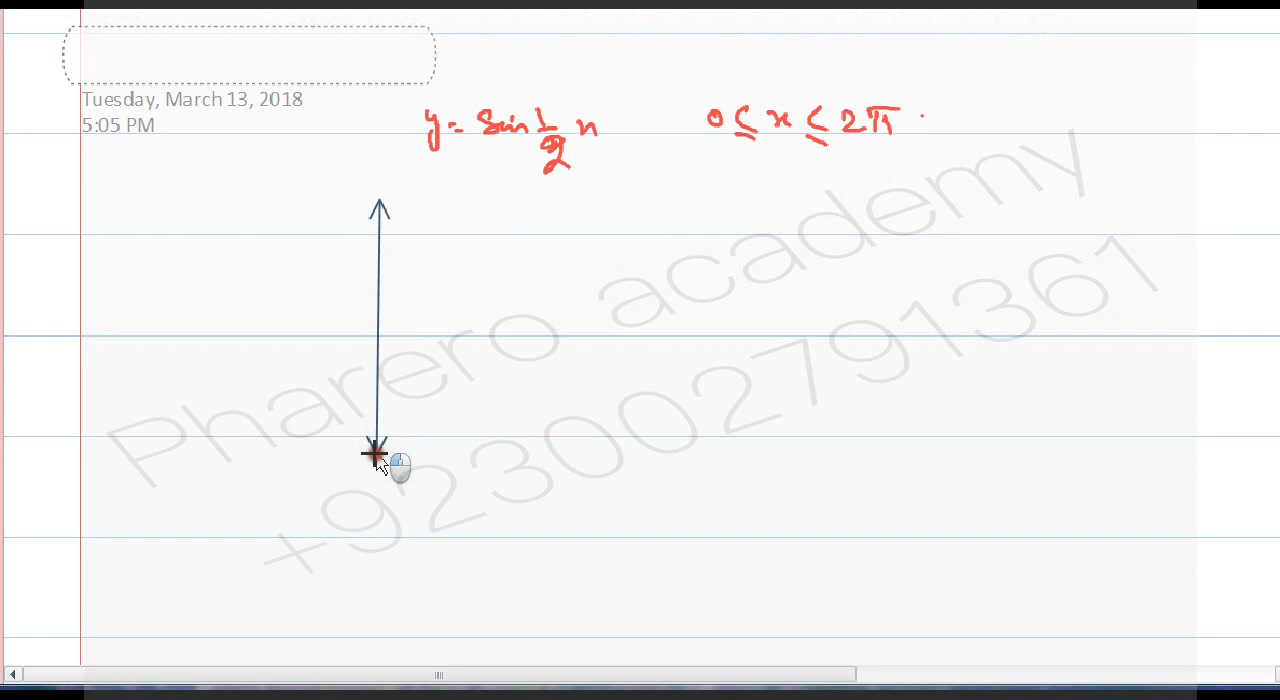 Tuesday, March 13, 2018
5:05 PM
y = sin 1/2 x 0 ≤ x ≤ 2π
Pharero academy
+923002791361